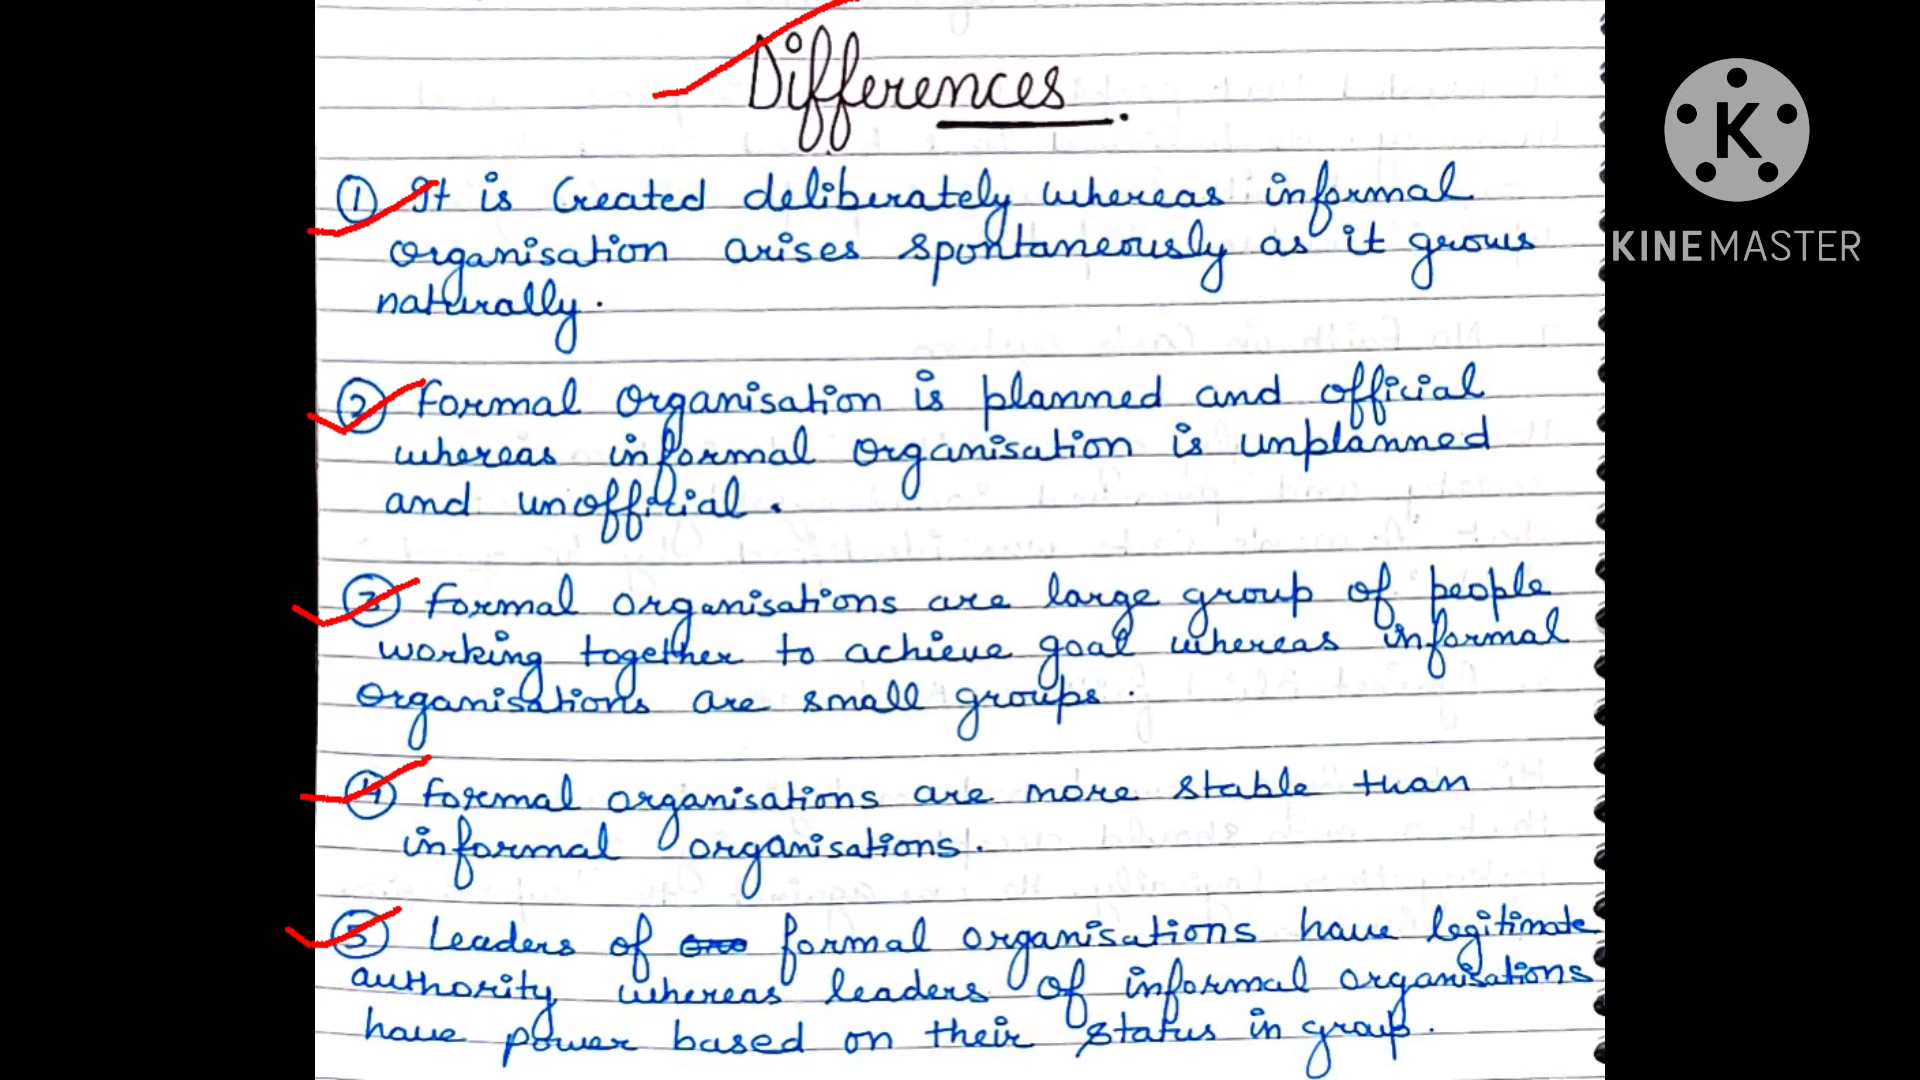 Differences.
① It is Created deliberately whereas informal
organisation arises spontaneously as it grows
naturally.
② Formal Organisation is planned and official
whereas informal Organisation is unplanned
and unofficial.
③ Formal organisations are large group of people
working together to achieve goal whereas informal
organisations are small groups.
④ Formal organisations are more stable than
informal organisations.
⑤ Leaders of formal organisations have legitimate
authority whereas leaders of informal organisations
have power based on their status in group.
K
KINEMASTER